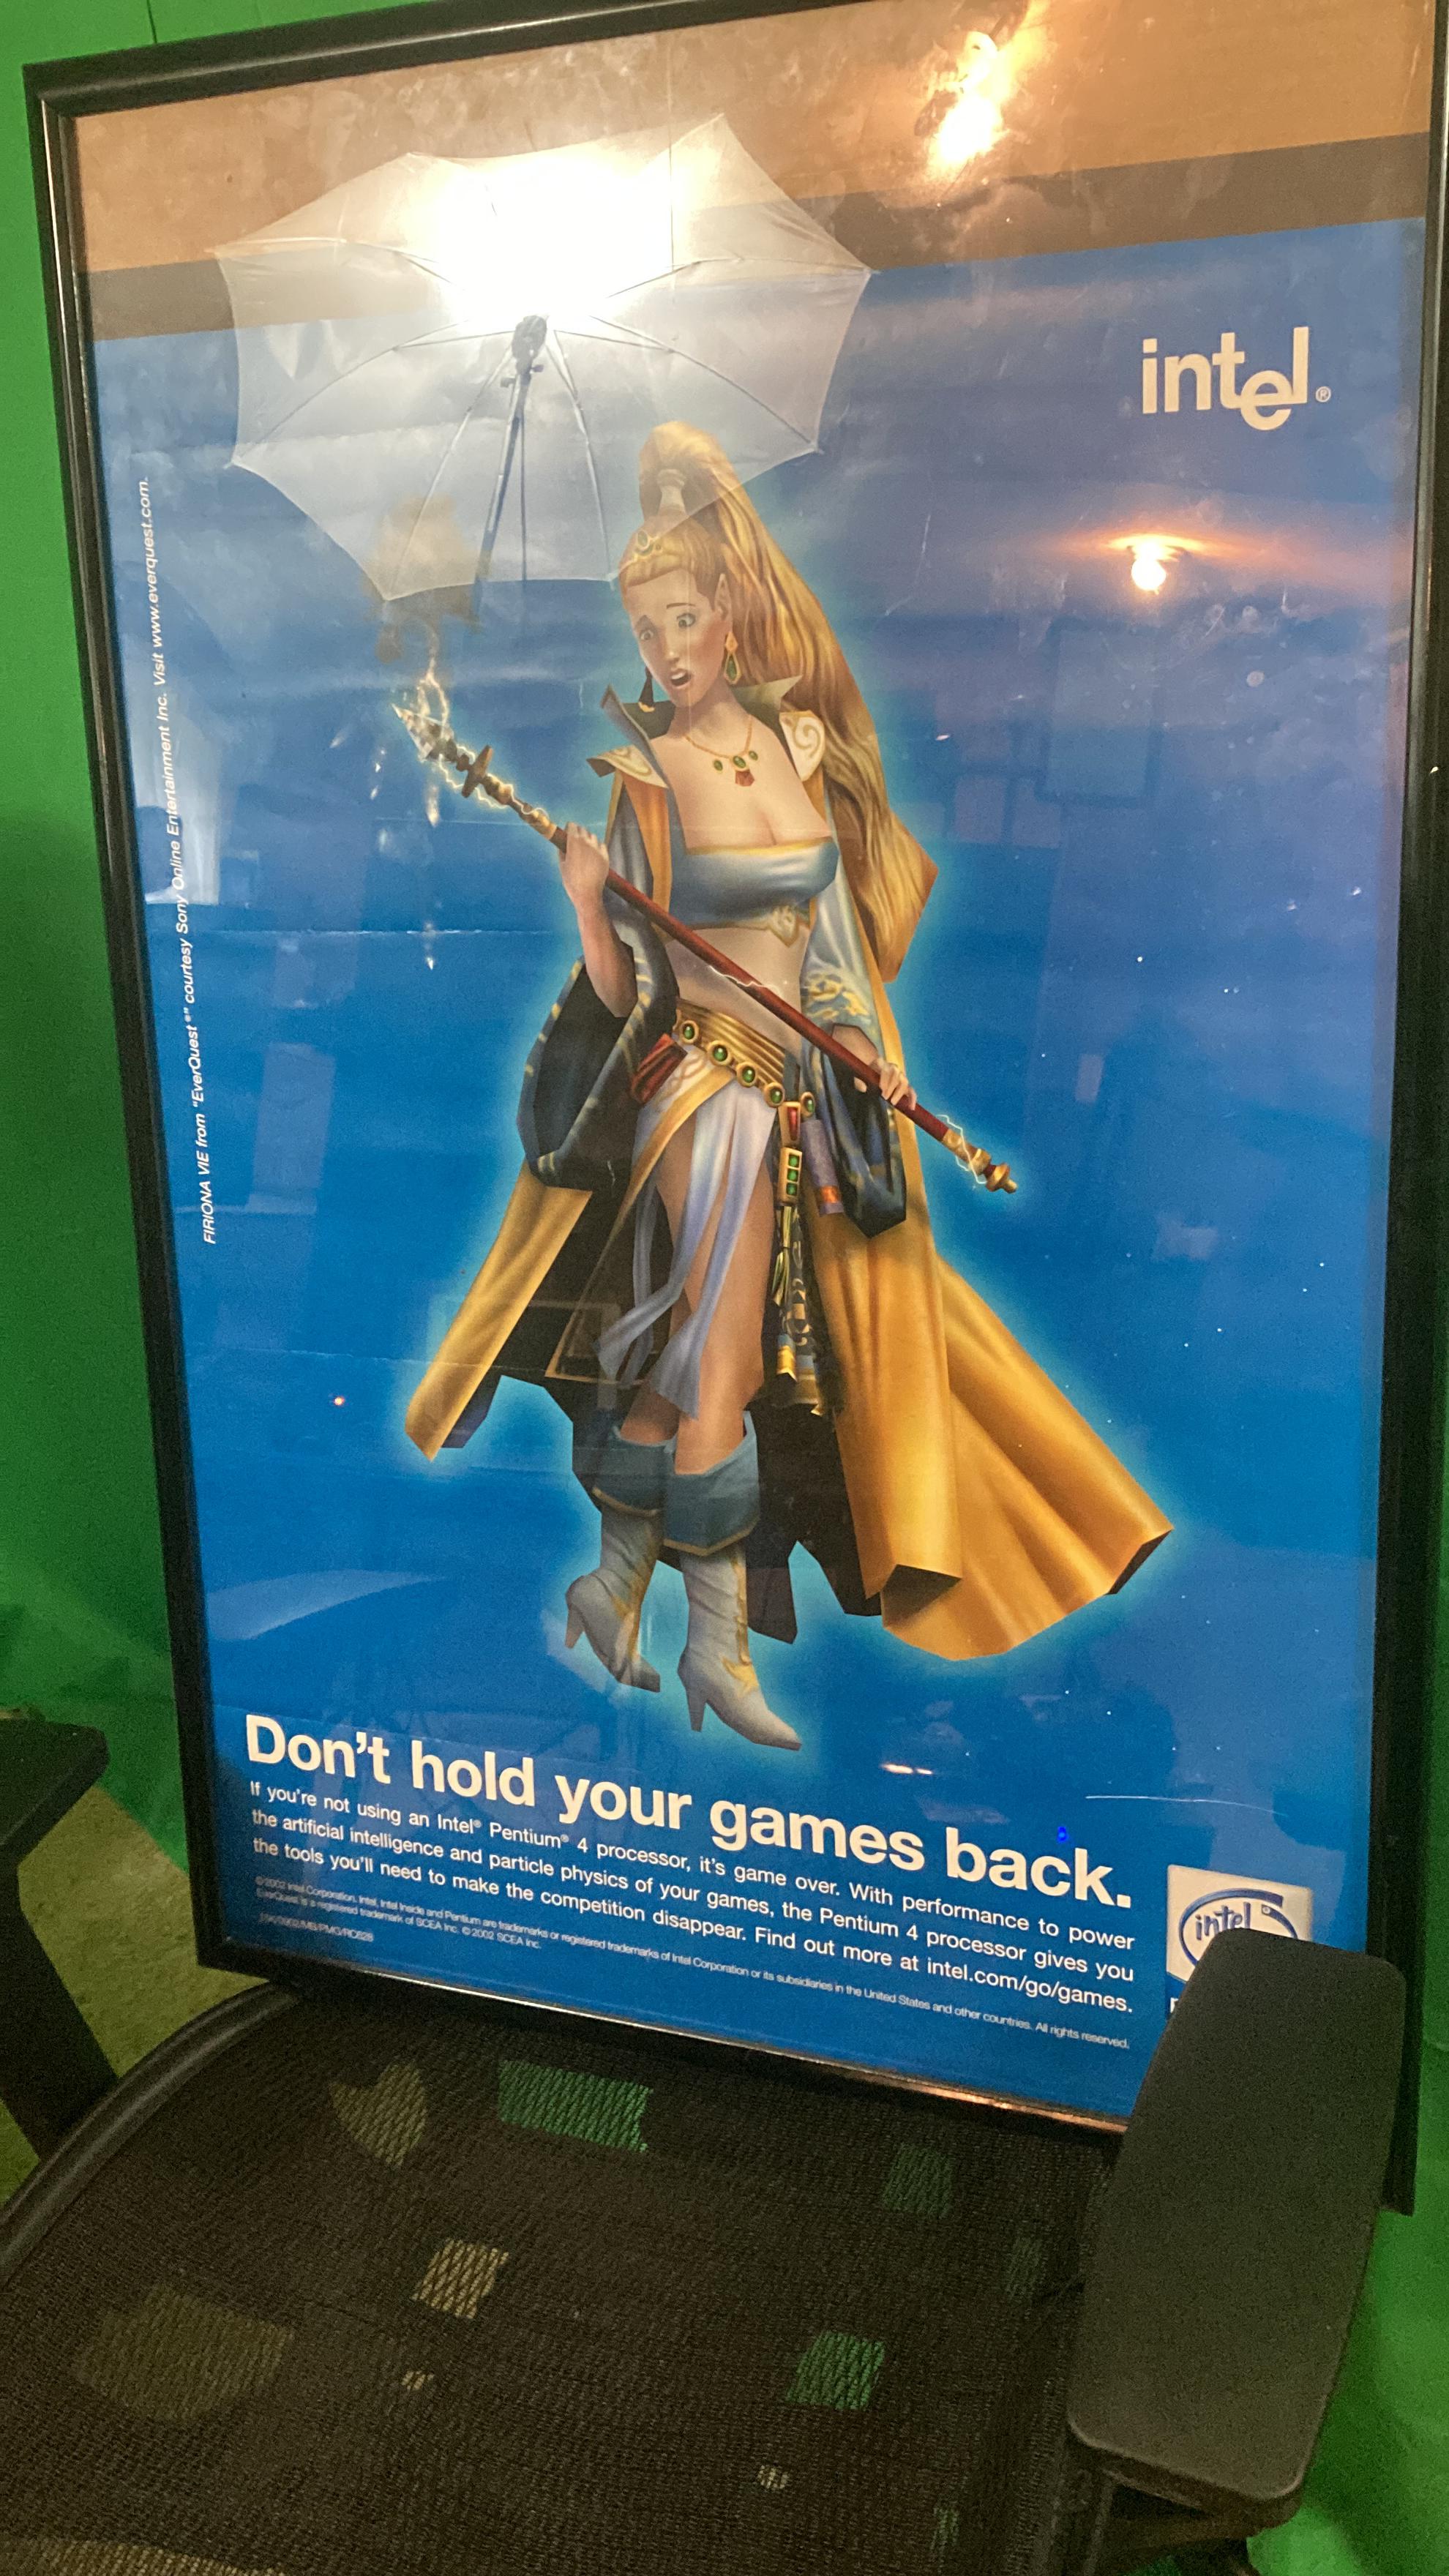 intel®
FIRIONA VIE from "EverQuest®" courtesy Sony Online Entertainment Inc. Visit www.everquest.com.
Don't hold your games back.
If you're not using an Intel® Pentium® 4 processor, it's game over. With performance to power
the artificial intelligence and particle physics of your games, the Pentium 4 processor gives you
the tools you'll need to make the competition disappear. Find out more at intel.com/go/games.
©2002 Intel Corporation. Intel, Intel Inside and Pentium are trademarks or registered trademarks of Intel Corporation or its subsidiaries in the United States and other countries. All rights reserved.
EverQuest is a registered trademark of SCEA Inc. ©2002 SCEA Inc.
intel